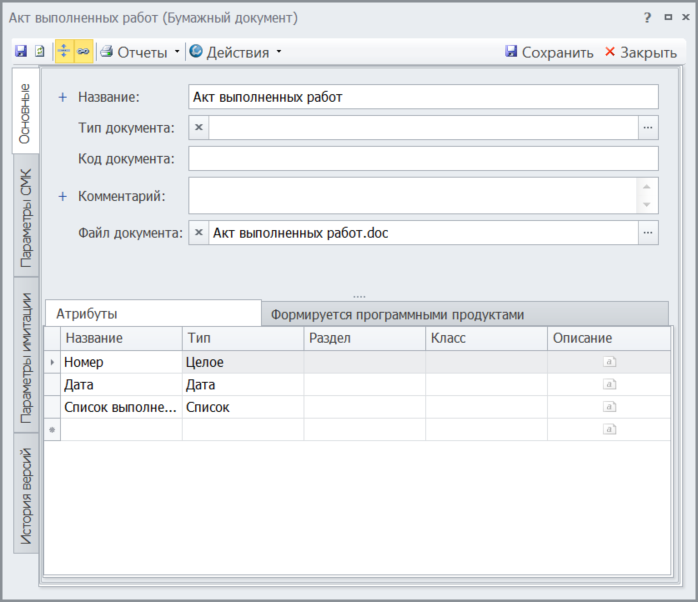 Акт выполненных работ (Бумажный документ)
Отчеты Действия Сохранить Закрыть
Основные
Параметры СМК
Параметры имитации
История версий
+ Название: Акт выполненных работ
Тип документа:
Код документа:
+ Комментарий:
Файл документа: Акт выполненных работ.doc
Атрибуты Формируется программными продуктами
Название Тип Раздел Класс Описание
Номер Целое
Дата Дата
Список выполне... Список